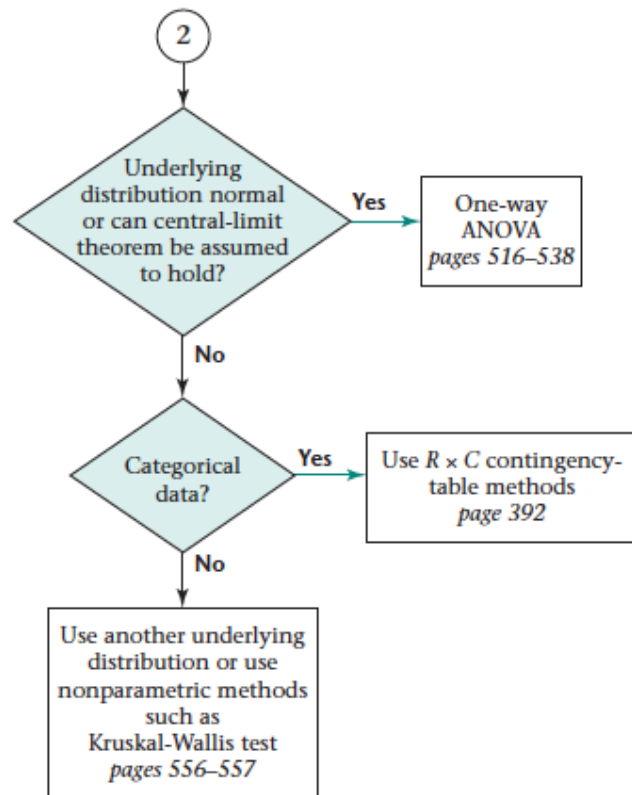 2
Underlying
distribution normal
or can central-limit
theorem be assumed
to hold?
Yes
One-way
ANOVA
pages 516–538
No
Categorical
data?
Yes
Use R × C contingency-
table methods
page 392
No
Use another underlying
distribution or use
nonparametric methods
such as
Kruskal-Wallis test
pages 556–557